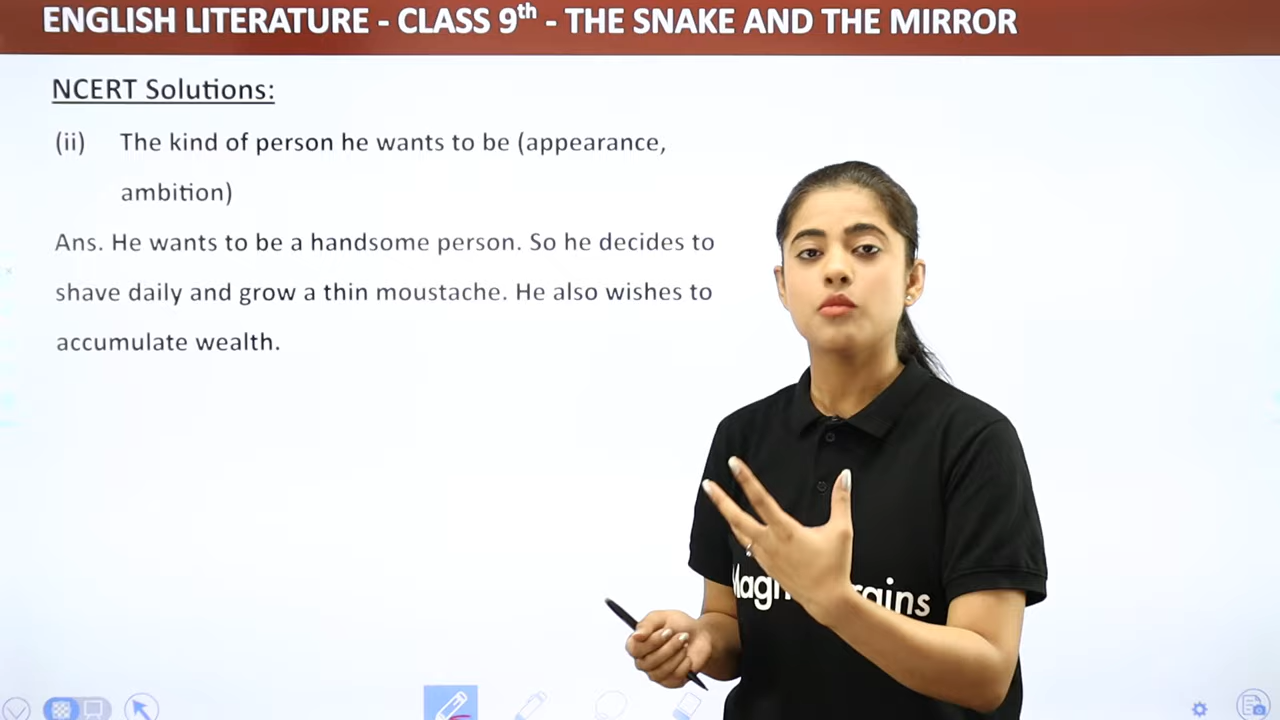 ENGLISH LITERATURE - CLASS 9th - THE SNAKE AND THE MIRROR
NCERT Solutions:
(ii) The kind of person he wants to be (appearance,
ambition)
Ans. He wants to be a handsome person. So he decides to
shave daily and grow a thin moustache. He also wishes to
accumulate wealth.